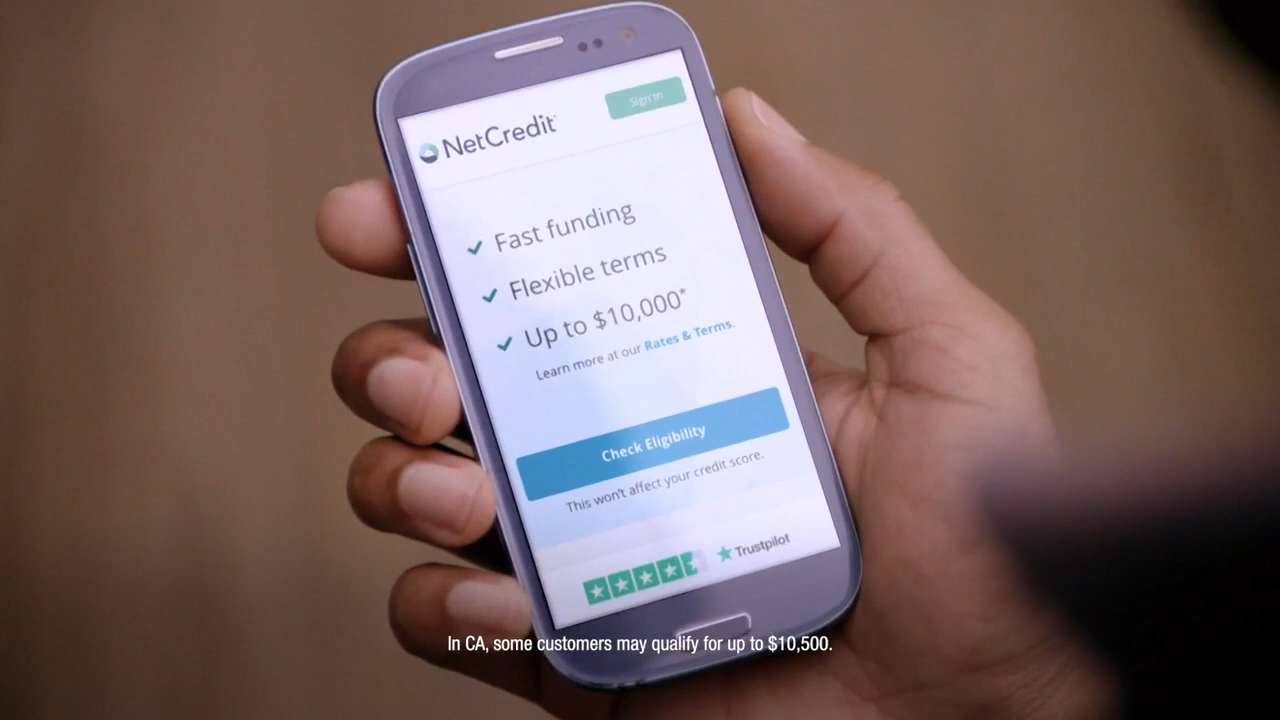 NetCredit
Sign In
Fast funding
Flexible terms
Up to $10,000*
Learn more at our Rates & Terms.
Check Eligibility
This won't affect your credit score.
Trustpilot
In CA, some customers may qualify for up to $10,500.